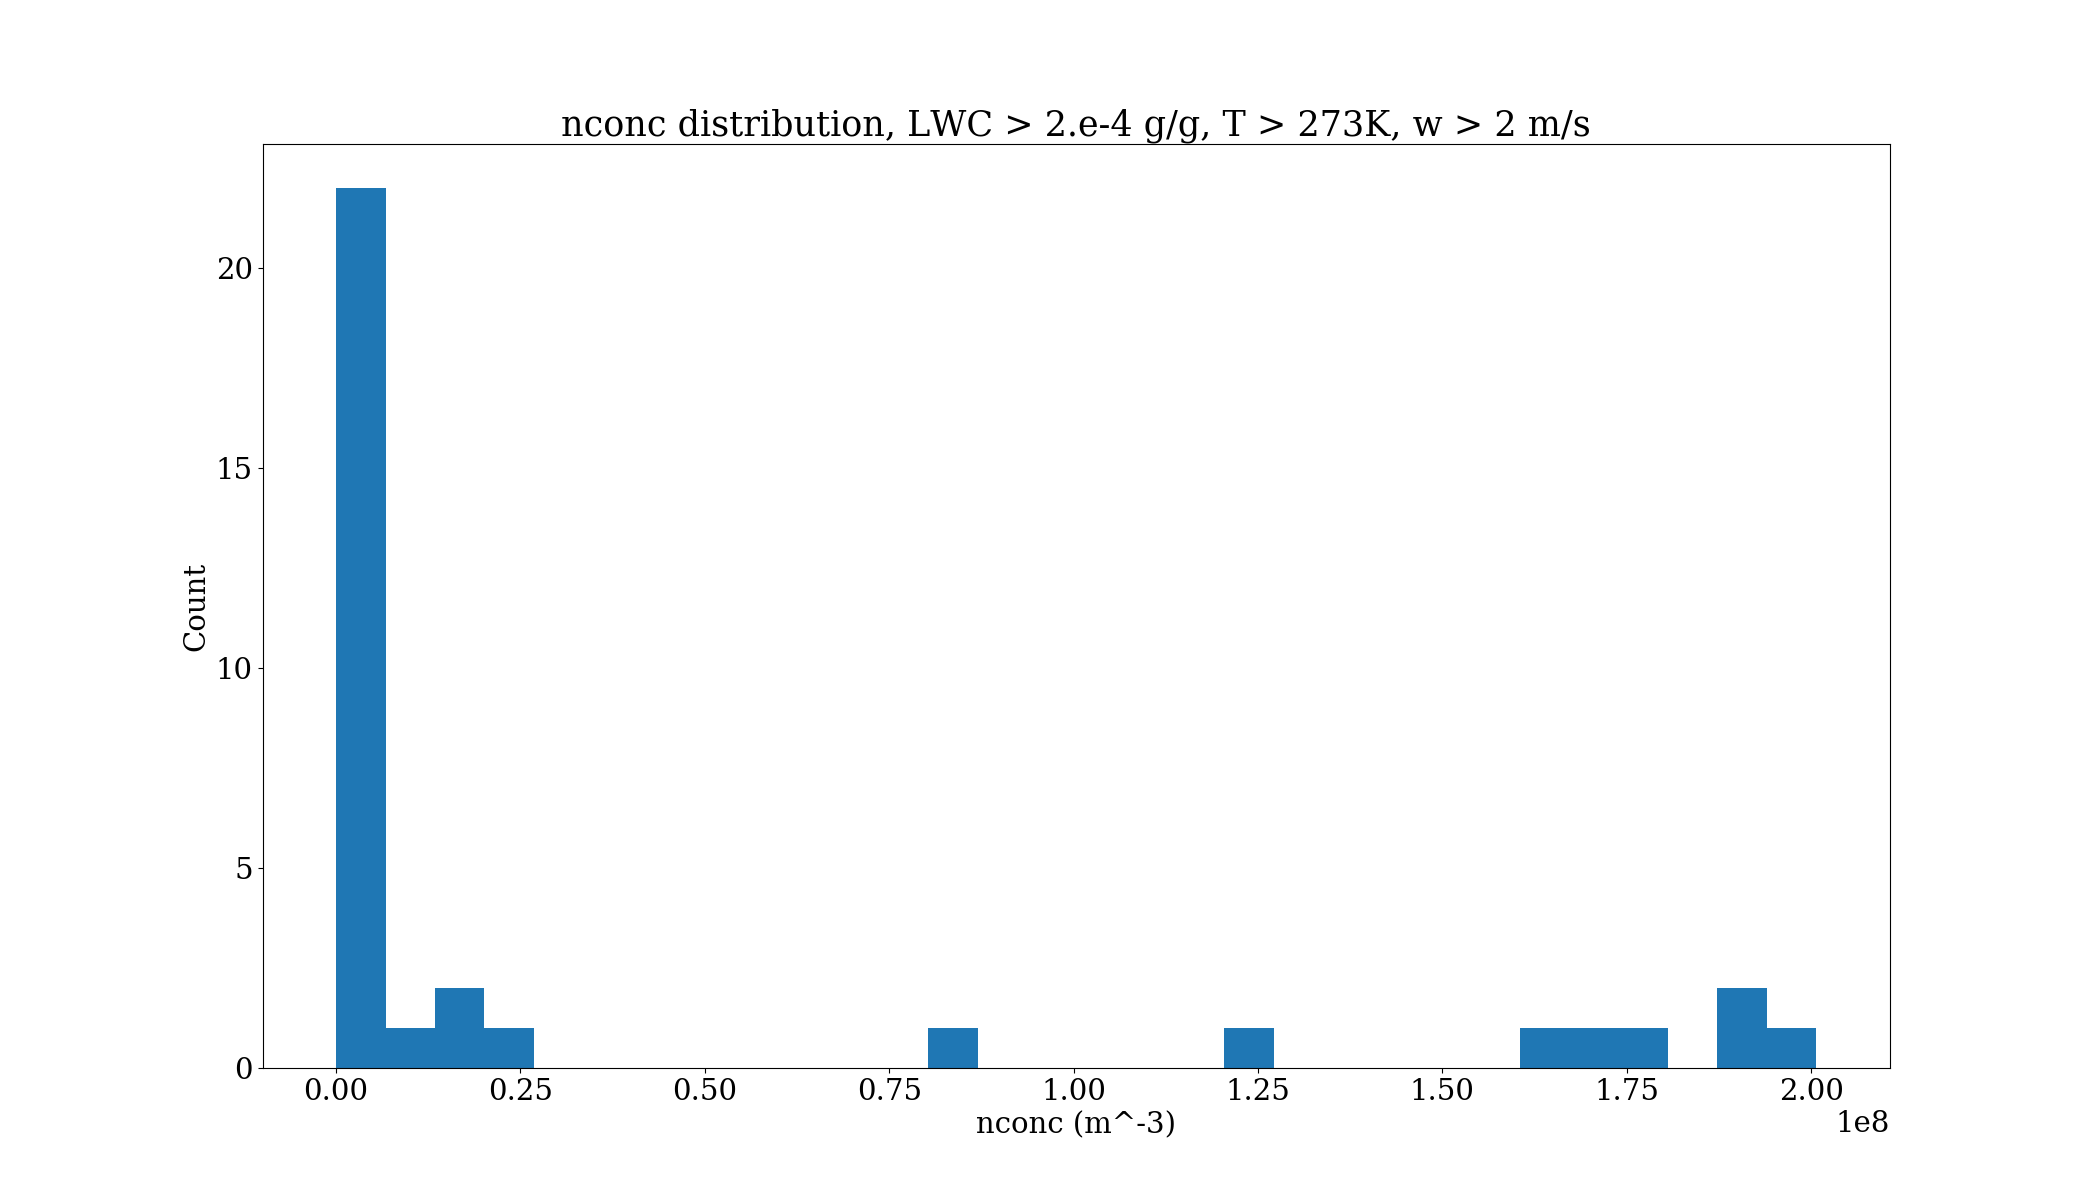 nconc distribution, LWC > 2.e-4 g/g, T > 273K, w > 2 m/s
20
15
10
5
0
Count
0.00 0.25 0.50 0.75 1.00 1.25 1.50 1.75 2.00
nconc (m^-3)
1e8